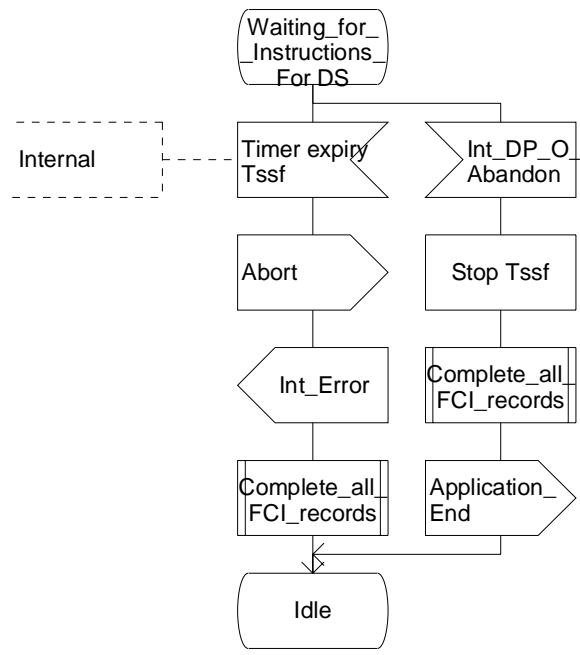 Waiting_for_
_Instructions_
For DS
Internal
Timer expiry
Tssf
Int_DP_O_
Abandon
Abort
Stop Tssf
Int_Error
Complete_all_
FCI_records
Complete_all_
FCI_records
Application_
End
Idle